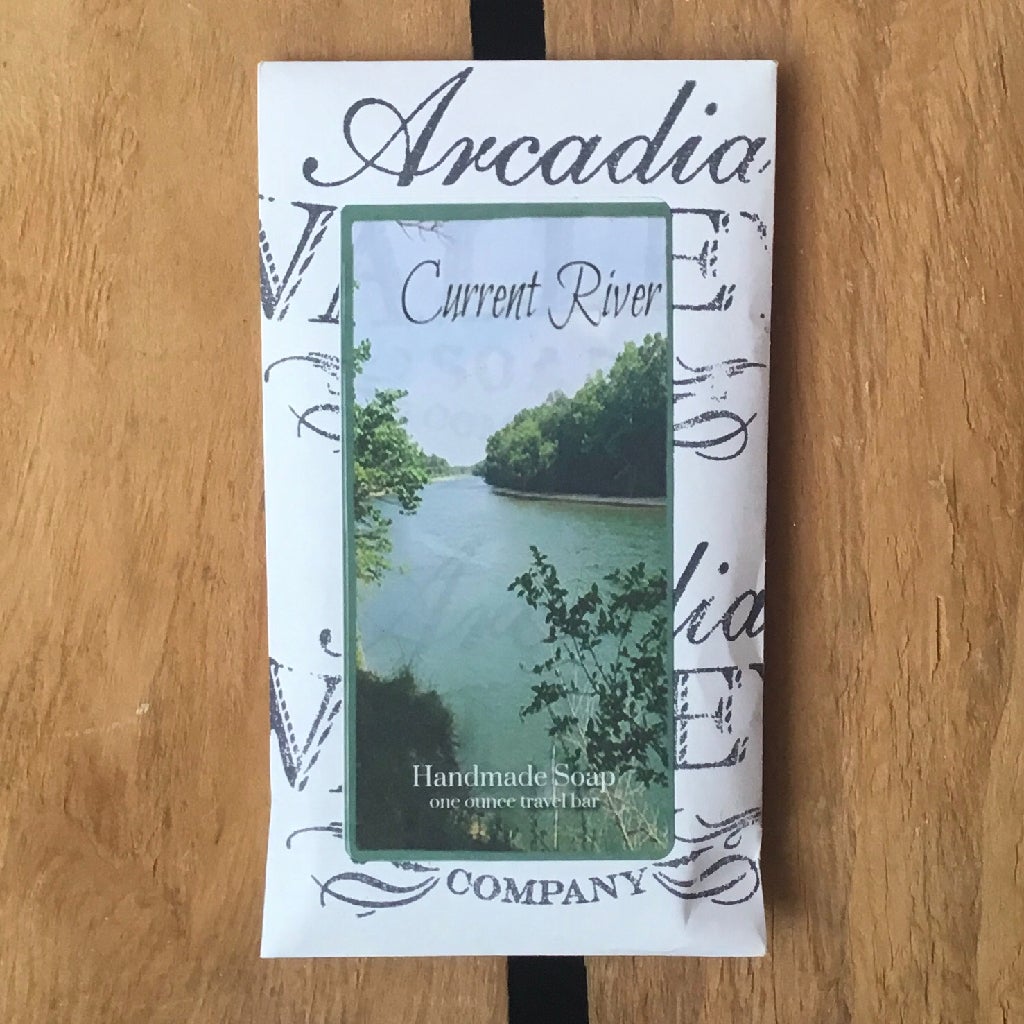 Arcadia
Current River
Handmade Soap
one ounce travel bar
COMPANY